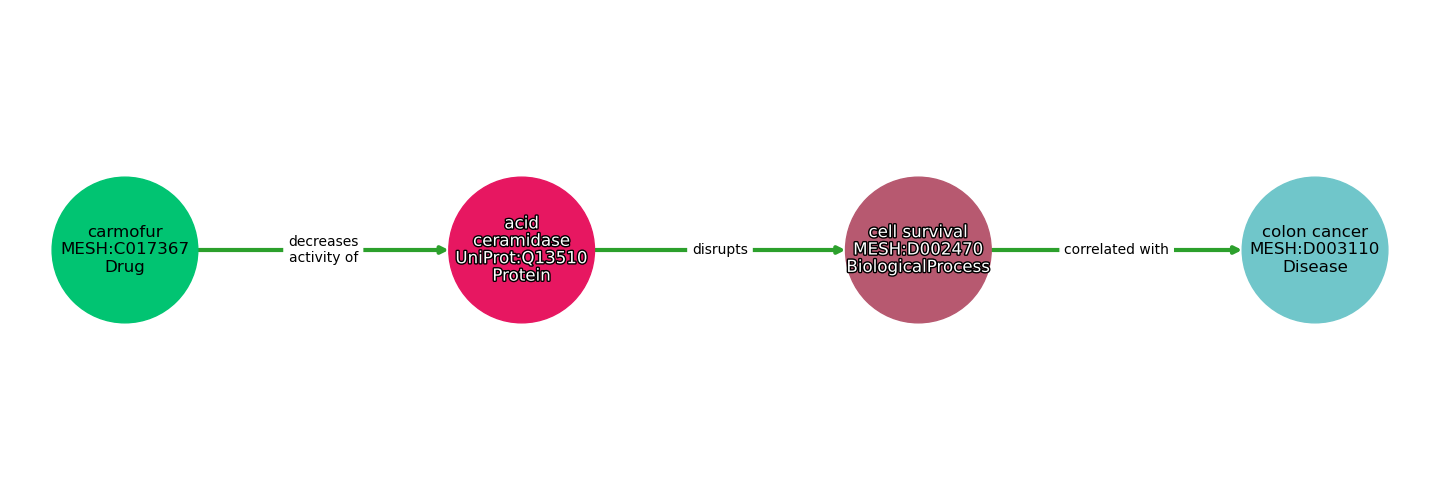 carmofur
MESH:C017367
Drug
decreases
activity of
acid
ceramidase
UniProt:Q13510
Protein
disrupts
cell survival
MESH:D002470
BiologicalProcess
correlated with
colon cancer
MESH:D003110
Disease